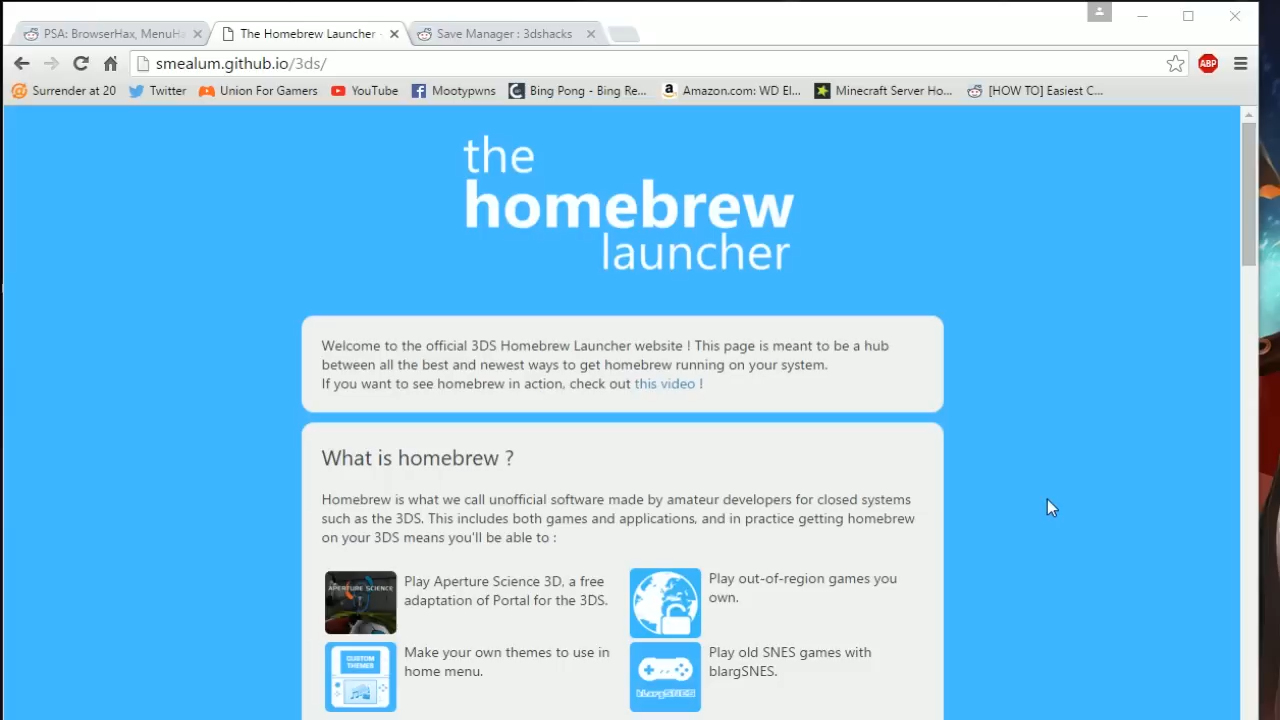 PSA: BrowserHax, MenuHa
The Homebrew Launcher
Save Manager : 3dshacks
smealum.github.io/3ds/
ABP
Surrender at 20
Twitter
Union For Gamers
YouTube
Mootypwns
Bing Pong - Bing Re...
Amazon.com: WD El...
Minecraft Server Ho...
[HOW TO] Easiest C...
the
homebrew
launcher
Welcome to the official 3DS Homebrew Launcher website ! This page is meant to be a hub
between all the best and newest ways to get homebrew running on your system.
If you want to see homebrew in action, check out this video !
What is homebrew ?
Homebrew is what we call unofficial software made by amateur developers for closed systems
such as the 3DS. This includes both games and applications, and in practice getting homebrew
on your 3DS means you'll be able to :
APERTURE SCIENCE
Play Aperture Science 3D, a free
adaptation of Portal for the 3DS.
Play out-of-region games you
own.
CUSTOM
THEMER
Make your own themes to use in
home menu.
blargSNES
Play old SNES games with
blargSNES.